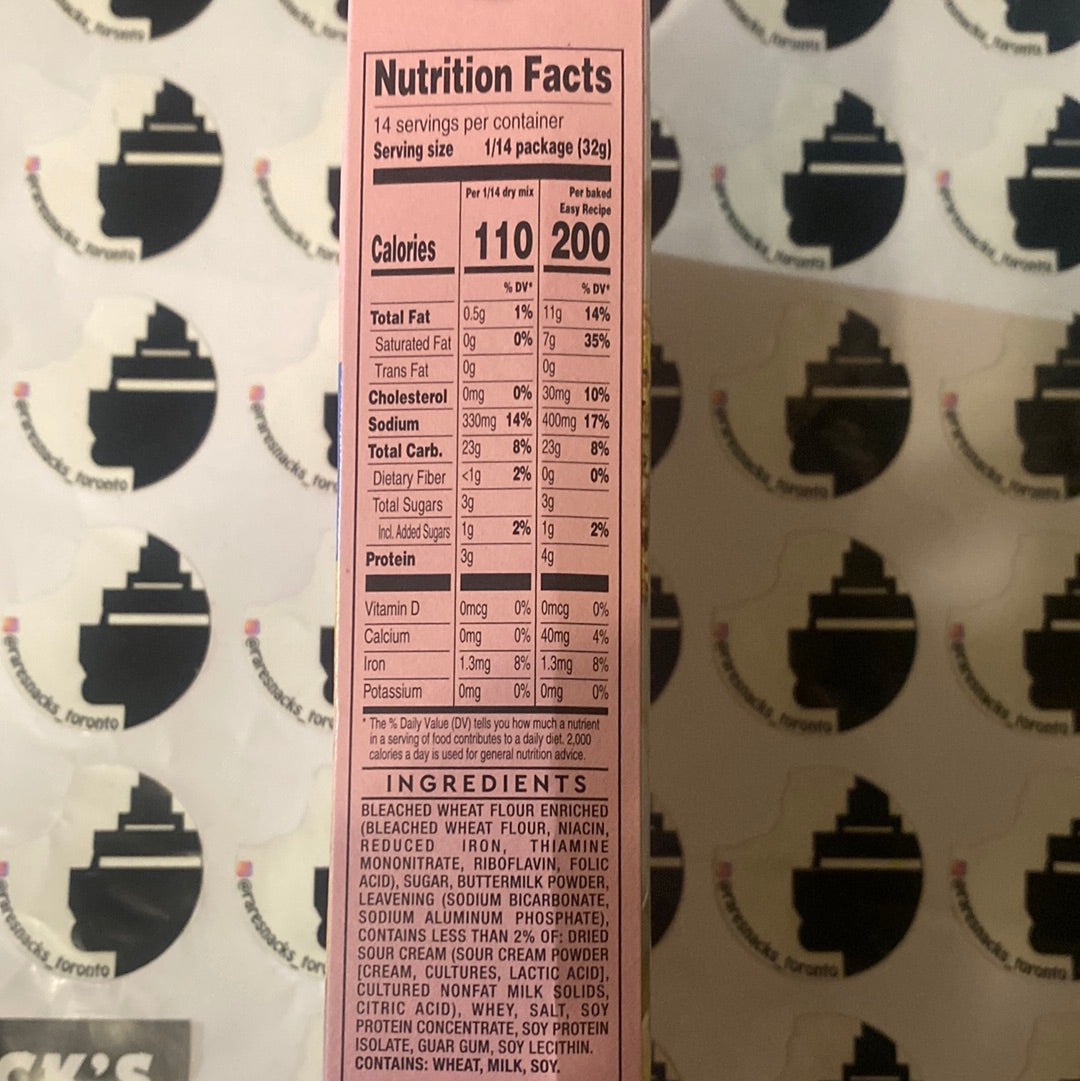 Nutrition Facts
14 servings per container
Serving size 1/14 package (32g)
Per 1/14 dry mix Per baked Easy Recipe
Calories 110 200
% DV* % DV*
Total Fat 0.5g 1% 11g 14%
Saturated Fat 0g 0% 7g 35%
Trans Fat 0g 0g
Cholesterol 0mg 0% 30mg 10%
Sodium 330mg 14% 400mg 17%
Total Carb. 23g 8% 23g 8%
Dietary Fiber <1g 2% 0g 0%
Total Sugars 3g 3g
Incl. Added Sugars 1g 2% 1g 2%
Protein 3g 4g
Vitamin D 0mcg 0% 0mcg 0%
Calcium 0mg 0% 40mg 4%
Iron 1.3mg 8% 1.3mg 8%
Potassium 0mg 0% 0mg 0%
* The % Daily Value (DV) tells you how much a nutrient
in a serving of food contributes to a daily diet. 2,000
calories a day is used for general nutrition advice.
INGREDIENTS
BLEACHED WHEAT FLOUR ENRICHED
(BLEACHED WHEAT FLOUR, NIACIN,
REDUCED IRON, THIAMINE
MONONITRATE, RIBOFLAVIN, FOLIC
ACID), SUGAR, BUTTERMILK POWDER,
LEAVENING (SODIUM BICARBONATE,
SODIUM ALUMINUM PHOSPHATE),
CONTAINS LESS THAN 2% OF: DRIED
SOUR CREAM (SOUR CREAM POWDER
[CREAM, CULTURES, LACTIC ACID],
CULTURED NONFAT MILK SOLIDS,
CITRIC ACID), WHEY, SALT, SOY
PROTEIN CONCENTRATE, SOY PROTEIN
ISOLATE, GUAR GUM, SOY LECITHIN.
CONTAINS: WHEAT, MILK, SOY.
@raresnacks_toronto
@raresnacks_toronto
@raresnacks_toronto
@raresnacks_toronto
CK'S